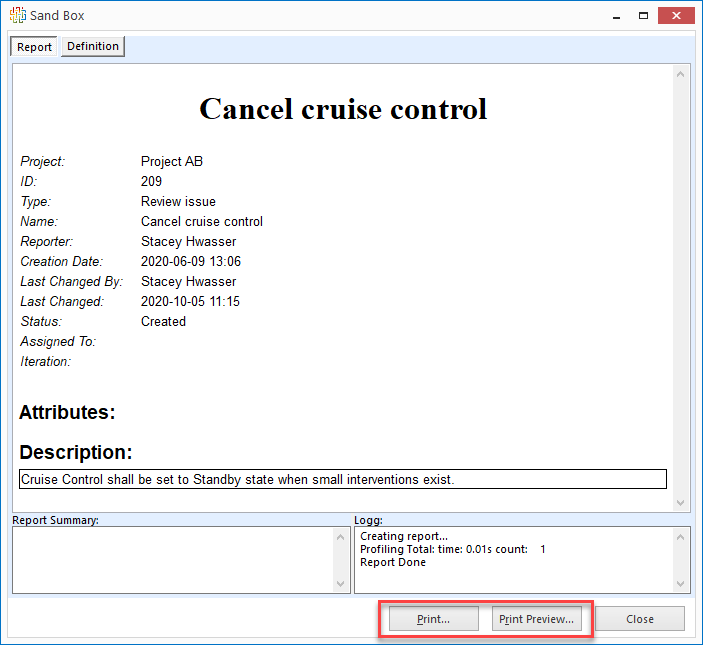 Sand Box
Report Definition
Cancel cruise control
Project: Project AB
ID: 209
Type: Review issue
Name: Cancel cruise control
Reporter: Stacey Hwasser
Creation Date: 2020-06-09 13:06
Last Changed By: Stacey Hwasser
Last Changed: 2020-10-05 11:15
Status: Created
Assigned To:
Iteration:
Attributes:
Description:
Cruise Control shall be set to Standby state when small interventions exist.
Report Summary:
Logg:
Creating report...
Profiling Total: time: 0.01s count: 1
Report Done
Print... Print Preview... Close